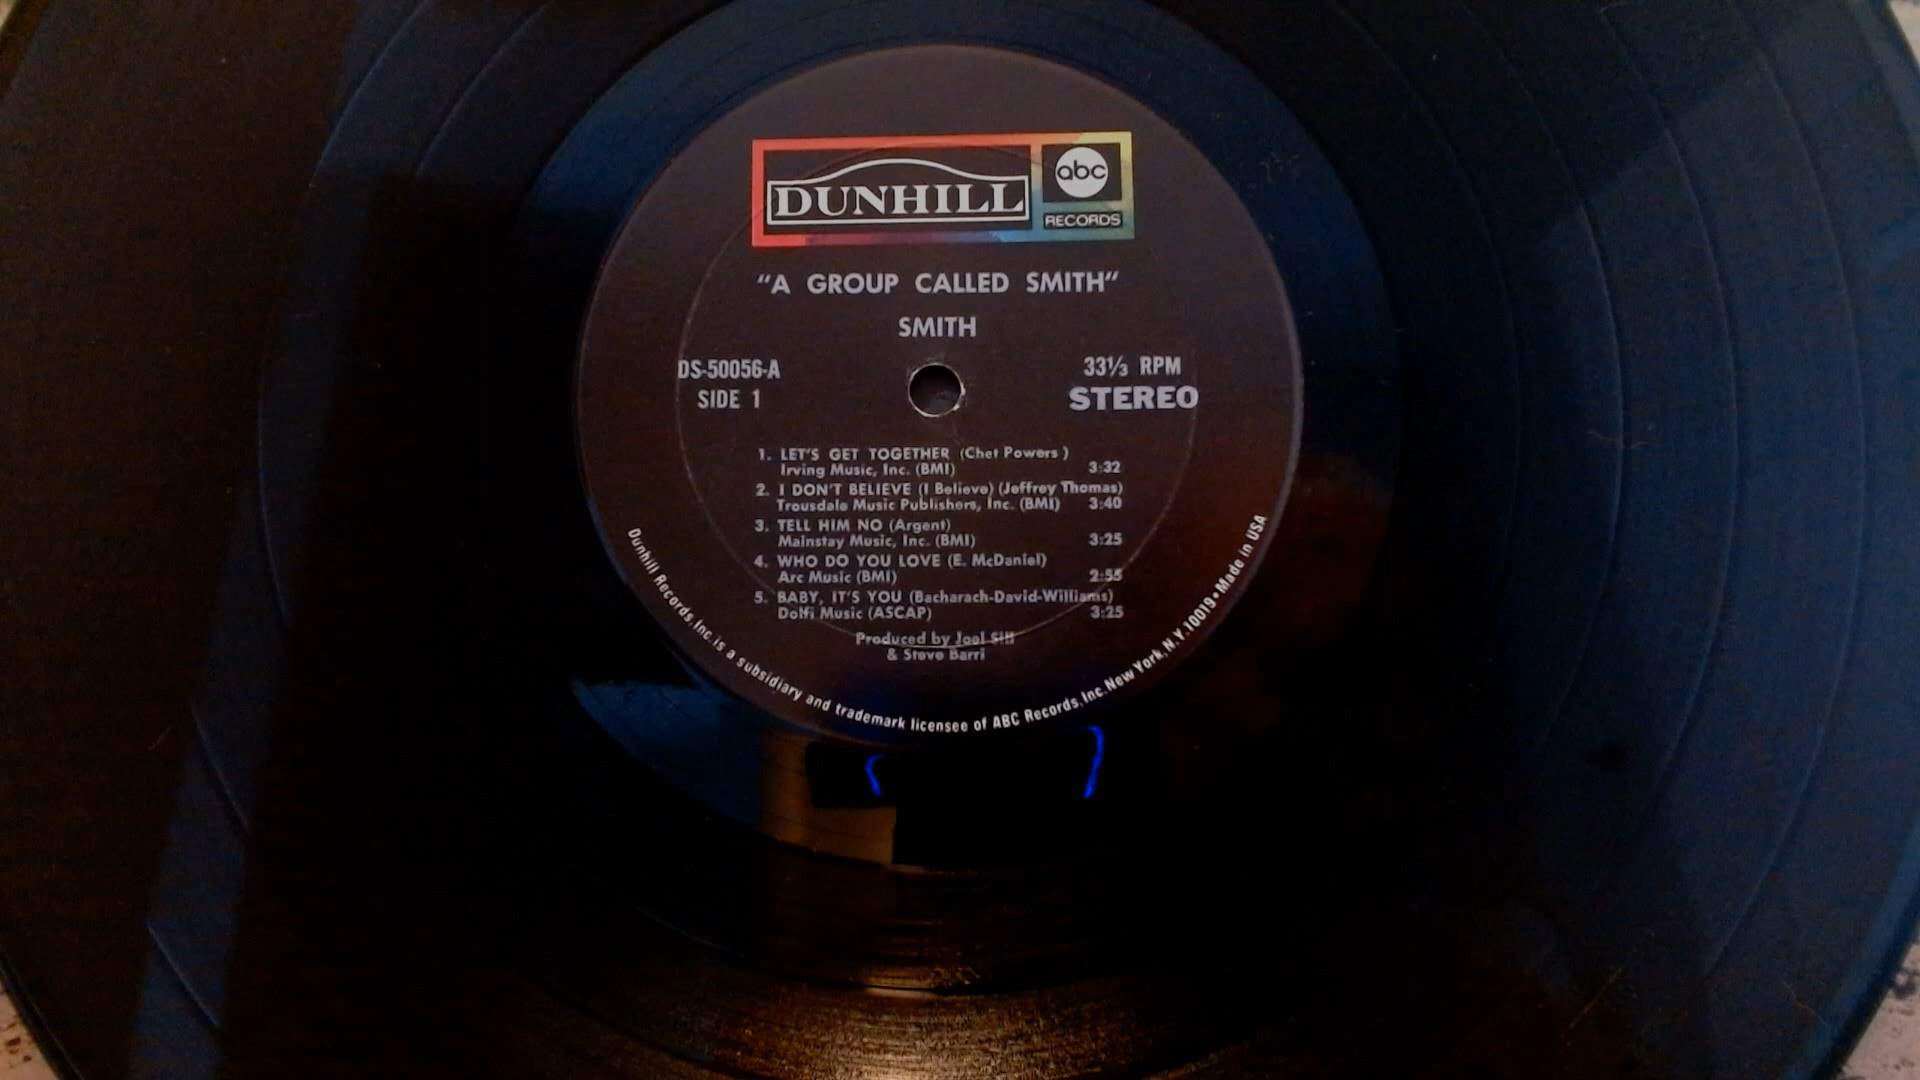 DUNHILL
abc
RECORDS
"A GROUP CALLED SMITH"
SMITH
DS-50056-A
SIDE 1
33⅓ RPM
STEREO
1. LET'S GET TOGETHER (Chet Powers)
Irving Music, Inc. (BMI) 3:32
2. I DON'T BELIEVE (I Believe) (Jeffrey Thomas)
Trousdale Music Publishers, Inc. (BMI) 3:40
3. TELL HIM NO (Argent)
Mainstay Music, Inc. (BMI) 3:25
4. WHO DO YOU LOVE (E. McDaniel)
Arc Music (BMI) 2:55
5. BABY, IT'S YOU (Bacharach-David-Williams)
Dolfi Music (ASCAP) 3:25
Produced by Joel Sill
& Steve Barri
Dunhill Records, Inc. is a subsidiary and trademark licensee of ABC Records, Inc. New York, N.Y. 10019 • Made in USA